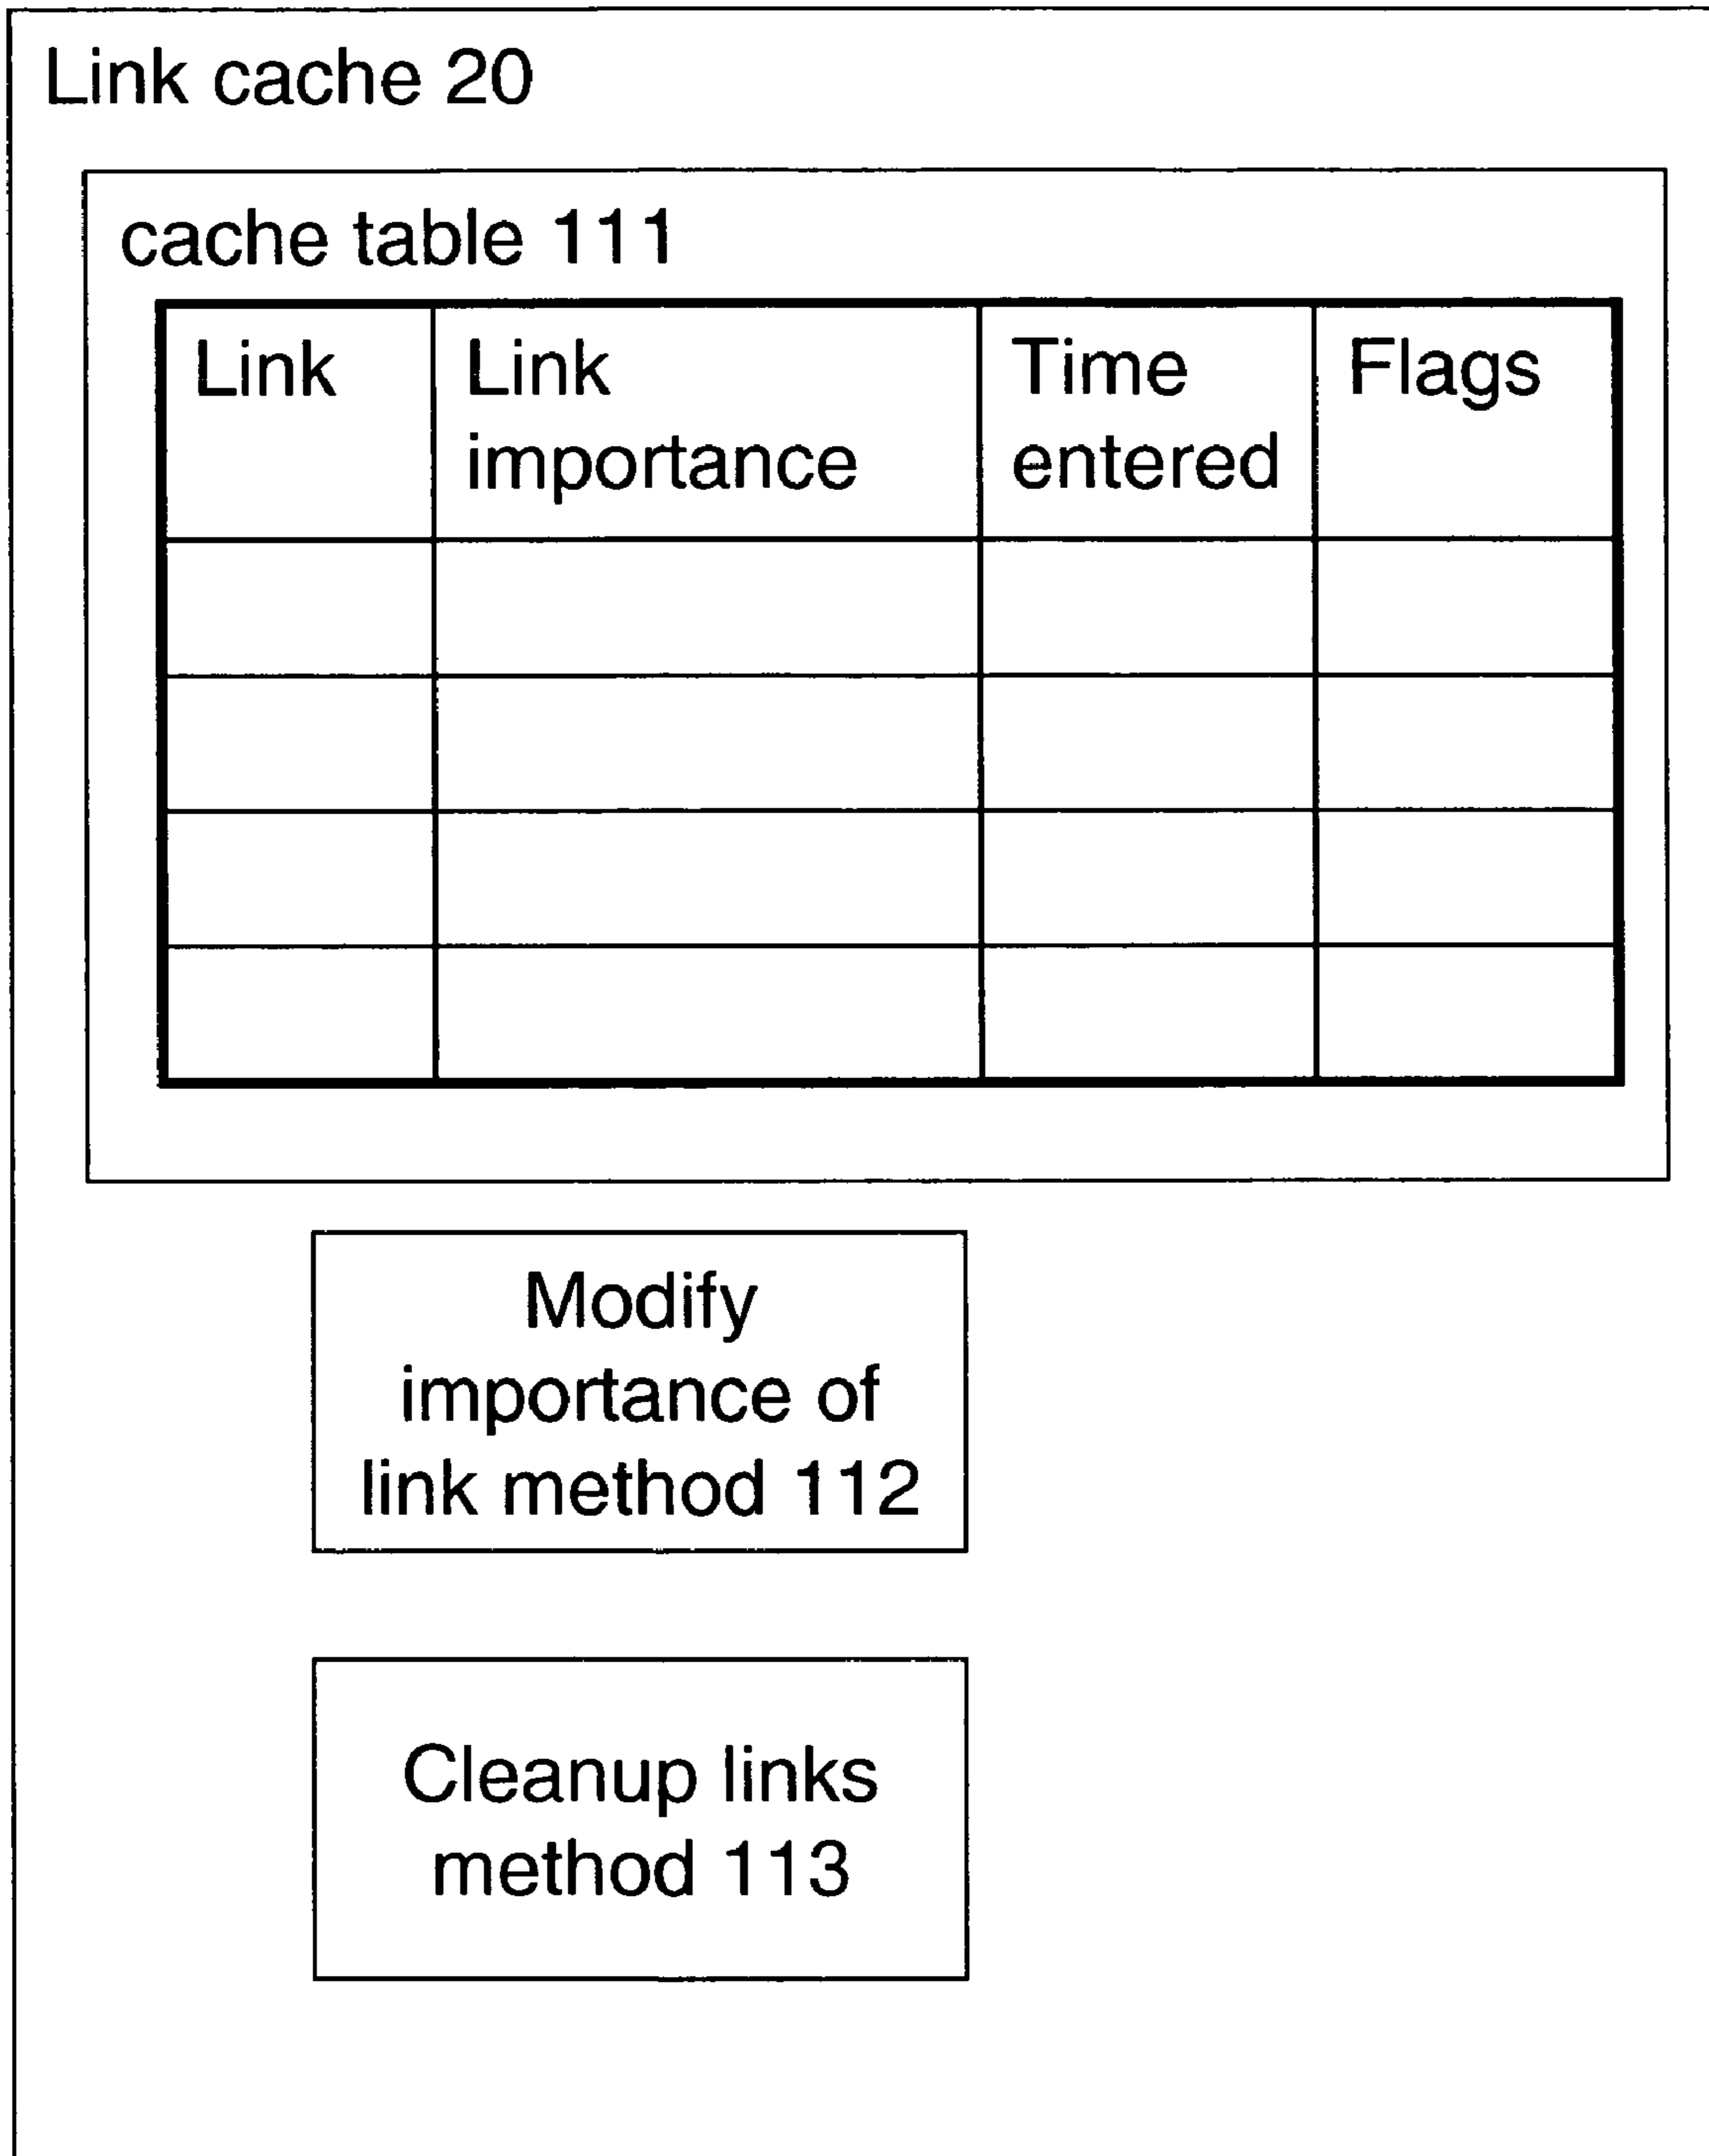 Link cache 20
cache table 111
Link Link Time Flags
importance entered
Modify
importance of
link method 112
Cleanup links
method 113